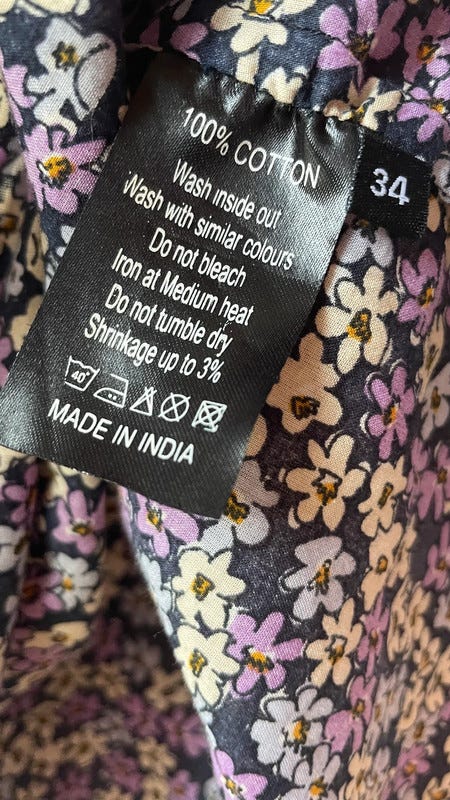 100% COTTON
Wash inside out
Wash with similar colours
Do not bleach
Iron at Medium heat
Do not tumble dry
Shrinkage up to 3%
40°
MADE IN INDIA
34